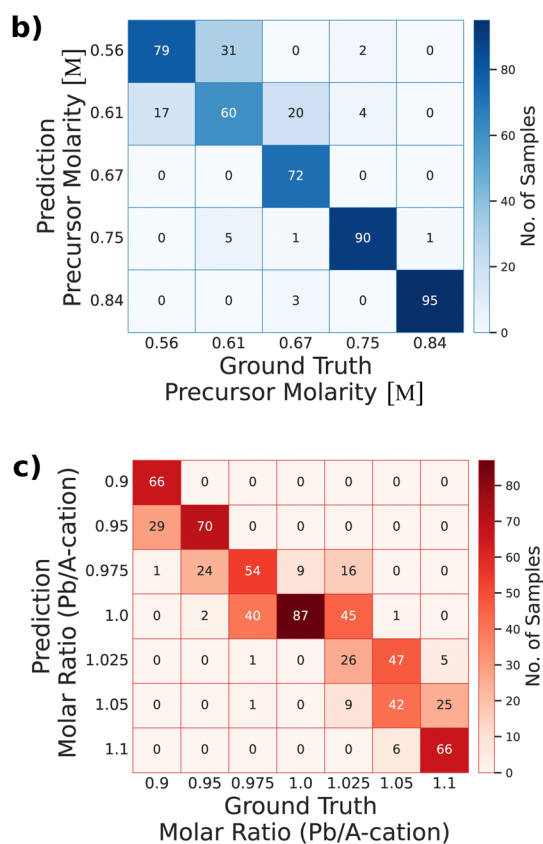 b)
Prediction
Precursor Molarity [M]
0.56 79 31 0 2 0
0.61 17 60 20 4 0
0.67 0 0 72 0 0
0.75 0 5 1 90 1
0.84 0 0 3 0 95
0.56 0.61 0.67 0.75 0.84
Ground Truth
Precursor Molarity [M]
80
60
40
20
0
No. of Samples
c)
Prediction
Molar Ratio (Pb/A-cation)
0.9 66 0 0 0 0 0 0
0.95 29 70 0 0 0 0 0
0.975 1 24 54 9 16 0 0
1.0 0 2 40 87 45 1 0
1.025 0 0 1 0 26 47 5
1.05 0 0 1 0 9 42 25
1.1 0 0 0 0 0 6 66
0.9 0.95 0.975 1.0 1.025 1.05 1.1
Ground Truth
Molar Ratio (Pb/A-cation)
80
70
60
50
40
30
20
10
0
No. of Samples